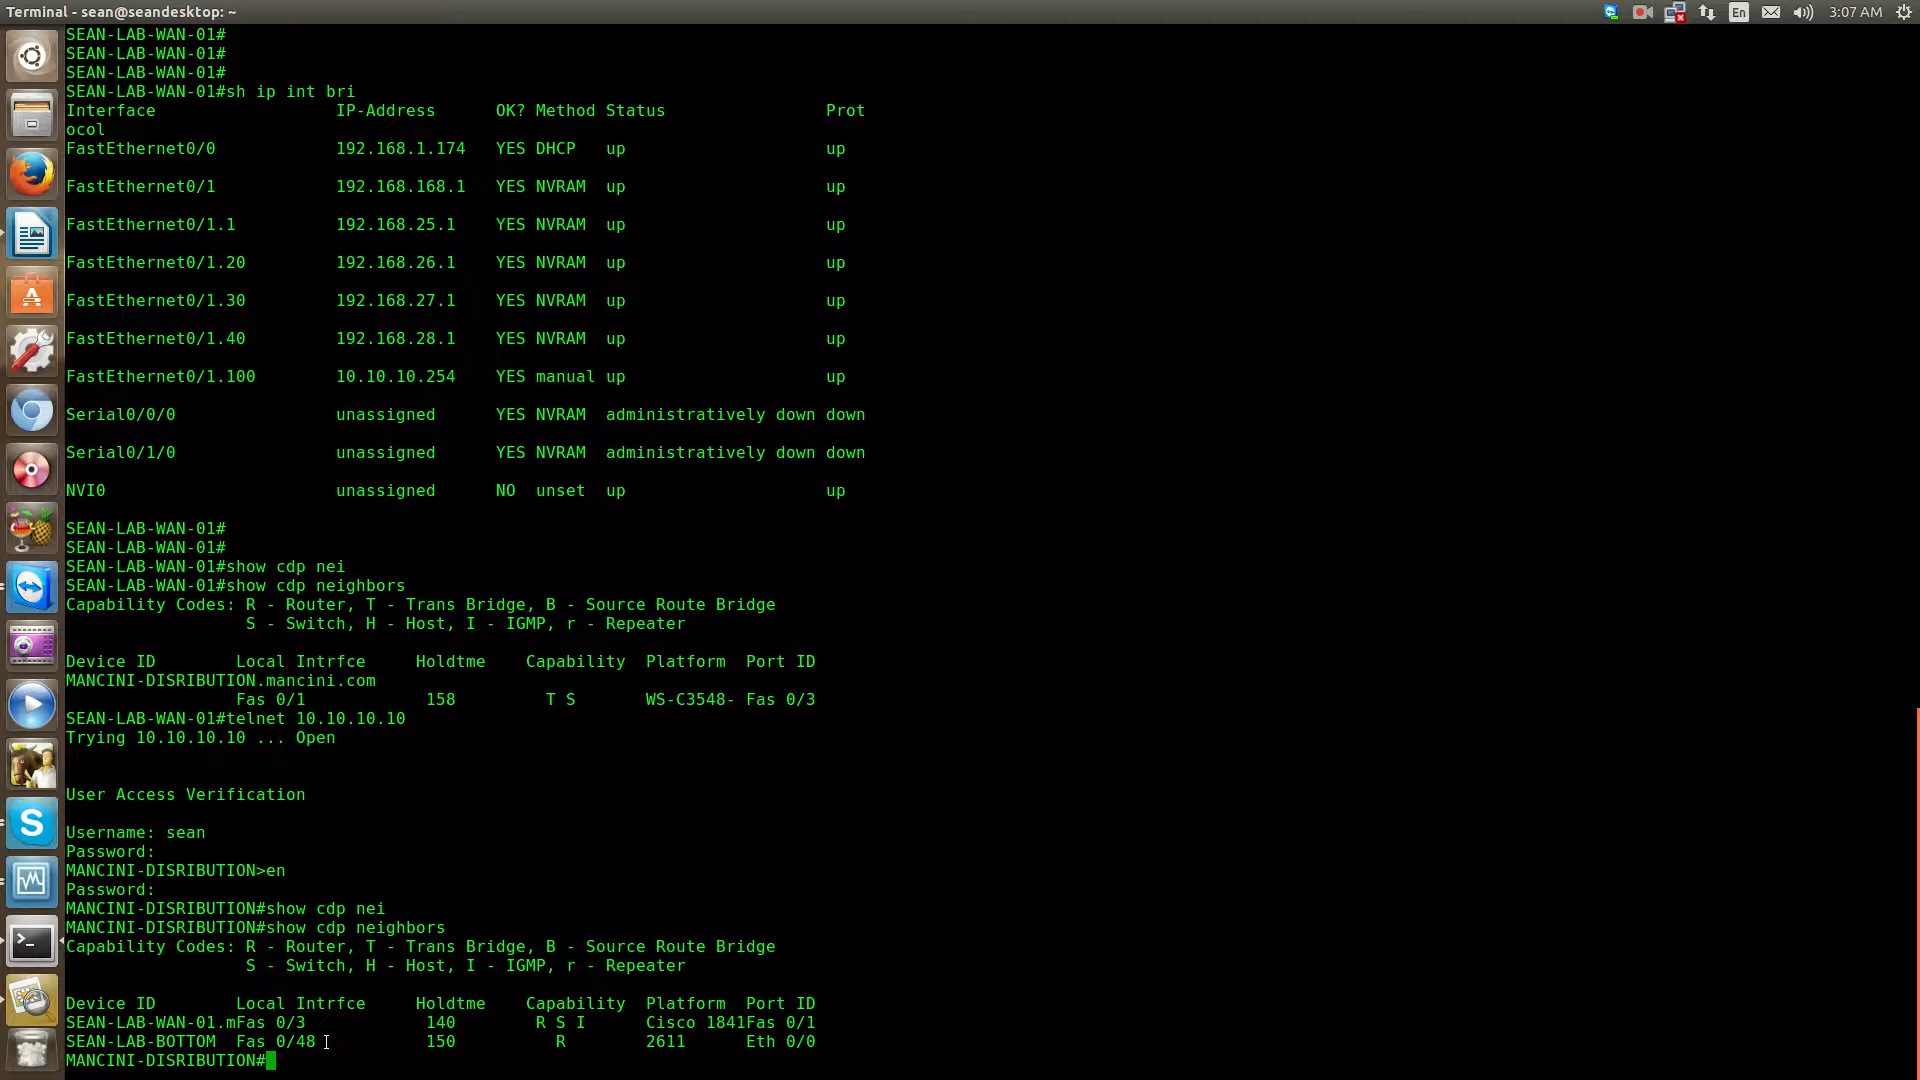 Terminal - sean@seandesktop: ~
En
3:07 AM
SEAN-LAB-WAN-01#
SEAN-LAB-WAN-01#
SEAN-LAB-WAN-01#
SEAN-LAB-WAN-01#sh ip int bri
Interface IP-Address OK? Method Status Prot
ocol
FastEthernet0/0 192.168.1.174 YES DHCP up up
FastEthernet0/1 192.168.168.1 YES NVRAM up up
FastEthernet0/1.1 192.168.25.1 YES NVRAM up up
FastEthernet0/1.20 192.168.26.1 YES NVRAM up up
FastEthernet0/1.30 192.168.27.1 YES NVRAM up up
FastEthernet0/1.40 192.168.28.1 YES NVRAM up up
FastEthernet0/1.100 10.10.10.254 YES manual up up
Serial0/0/0 unassigned YES NVRAM administratively down down
Serial0/1/0 unassigned YES NVRAM administratively down down
NVI0 unassigned NO unset up up
SEAN-LAB-WAN-01#
SEAN-LAB-WAN-01#
SEAN-LAB-WAN-01#show cdp nei
SEAN-LAB-WAN-01#show cdp neighbors
Capability Codes: R - Router, T - Trans Bridge, B - Source Route Bridge
S - Switch, H - Host, I - IGMP, r - Repeater
Device ID Local Intrfce Holdtme Capability Platform Port ID
MANCINI-DISRIBUTION.mancini.com
Fas 0/1 158 T S WS-C3548- Fas 0/3
SEAN-LAB-WAN-01#telnet 10.10.10.10
Trying 10.10.10.10 ... Open
User Access Verification
Username: sean
Password:
MANCINI-DISRIBUTION>en
Password:
MANCINI-DISRIBUTION#show cdp nei
MANCINI-DISRIBUTION#show cdp neighbors
Capability Codes: R - Router, T - Trans Bridge, B - Source Route Bridge
S - Switch, H - Host, I - IGMP, r - Repeater
Device ID Local Intrfce Holdtme Capability Platform Port ID
SEAN-LAB-WAN-01.mFas 0/3 140 R S I Cisco 1841Fas 0/1
SEAN-LAB-BOTTOM Fas 0/48 150 R 2611 Eth 0/0
MANCINI-DISRIBUTION#